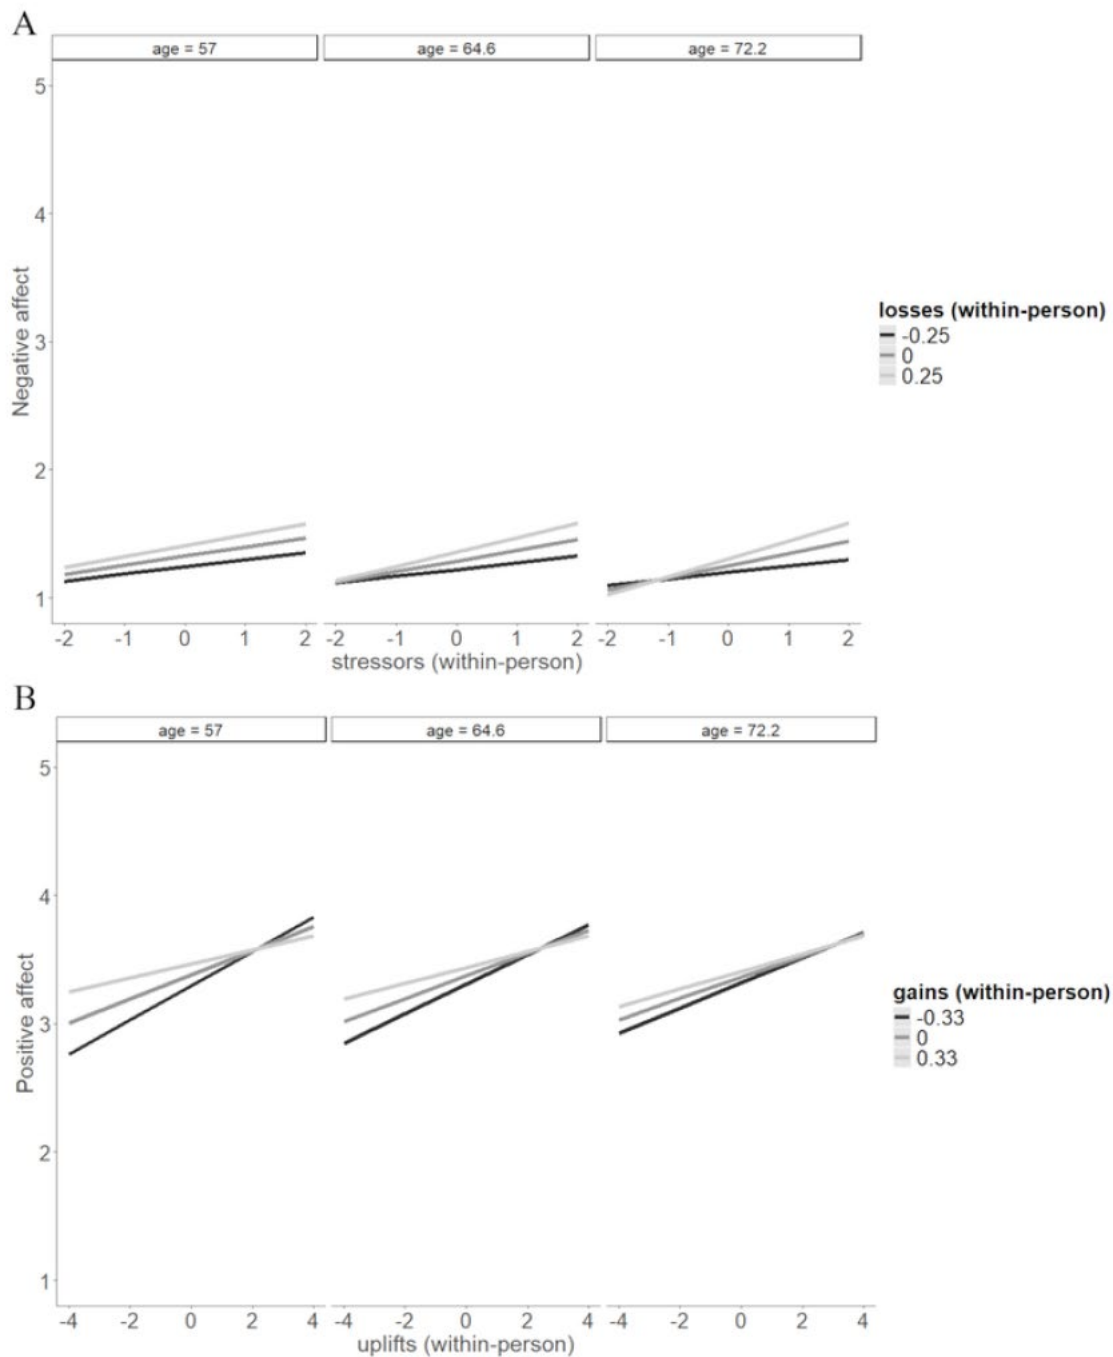 A
age = 57
age = 64.6
age = 72.2
5
4
3
2
1
Negative affect
-2 -1 0 1 2
-2 -1 0 1 2
-2 -1 0 1 2
stressors (within-person)
losses (within-person)
-0.25
0
0.25
B
age = 57
age = 64.6
age = 72.2
5
4
3
2
1
Positive affect
-4 -2 0 2 4
-4 -2 0 2 4
-4 -2 0 2 4
uplifts (within-person)
gains (within-person)
-0.33
0
0.33